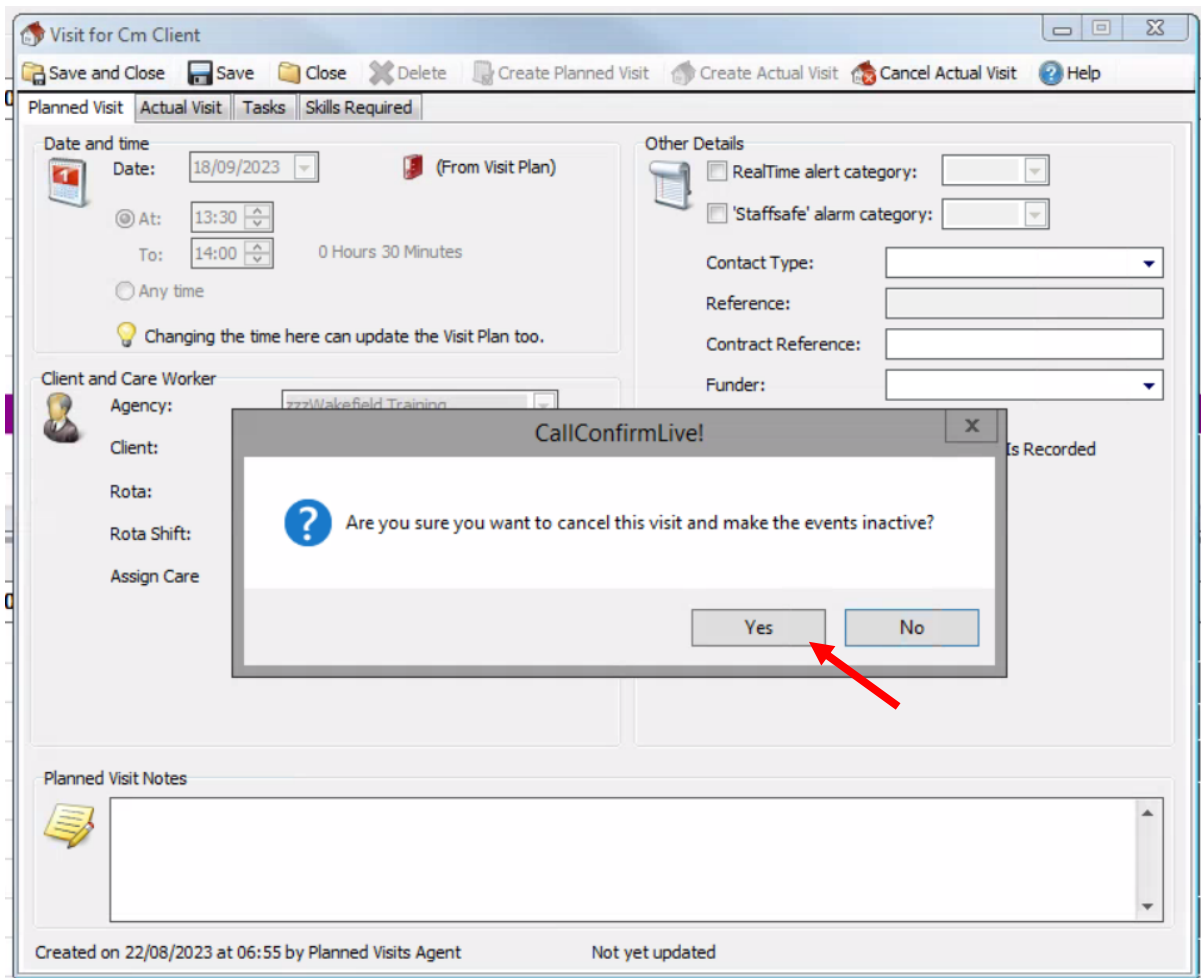 Visit for Cm Client
Save and Close Save Close Delete Create Planned Visit Create Actual Visit Cancel Actual Visit Help
Planned Visit Actual Visit Tasks Skills Required
Date and time
Date: 18/09/2023 (From Visit Plan)
At: 13:30
To: 14:00 0 Hours 30 Minutes
Any time
Changing the time here can update the Visit Plan too.
Other Details
RealTime alert category:
'Staffsafe' alarm category:
Contact Type:
Reference:
Contract Reference:
Funder:
Is Recorded
Client and Care Worker
Agency: zzzWakefield Training
Client:
Rota:
Rota Shift:
Assign Care
CallConfirmLive!
Are you sure you want to cancel this visit and make the events inactive?
Yes No
Planned Visit Notes
Created on 22/08/2023 at 06:55 by Planned Visits Agent Not yet updated